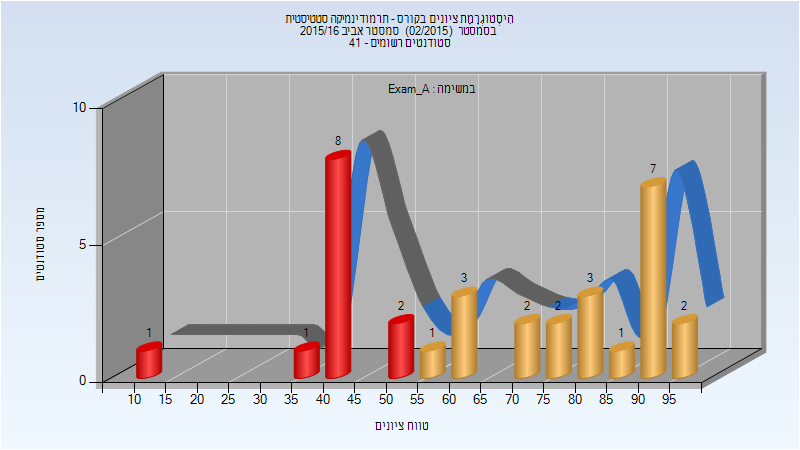 היסטוגרמת ציונים בקורס - תרמודינמיקה סטטיסטית
בסמסטר (02/2015) סמסטר אביב 2015/16
סטודנטים רשומים - 41
במשימה : Exam_A
מספר סטודנטים
10
5
0
1
1
8
2
1
3
2
2
3
1
7
2
10 15 20 25 30 35 40 45 50 55 60 65 70 75 80 85 90 95
טווח ציונים